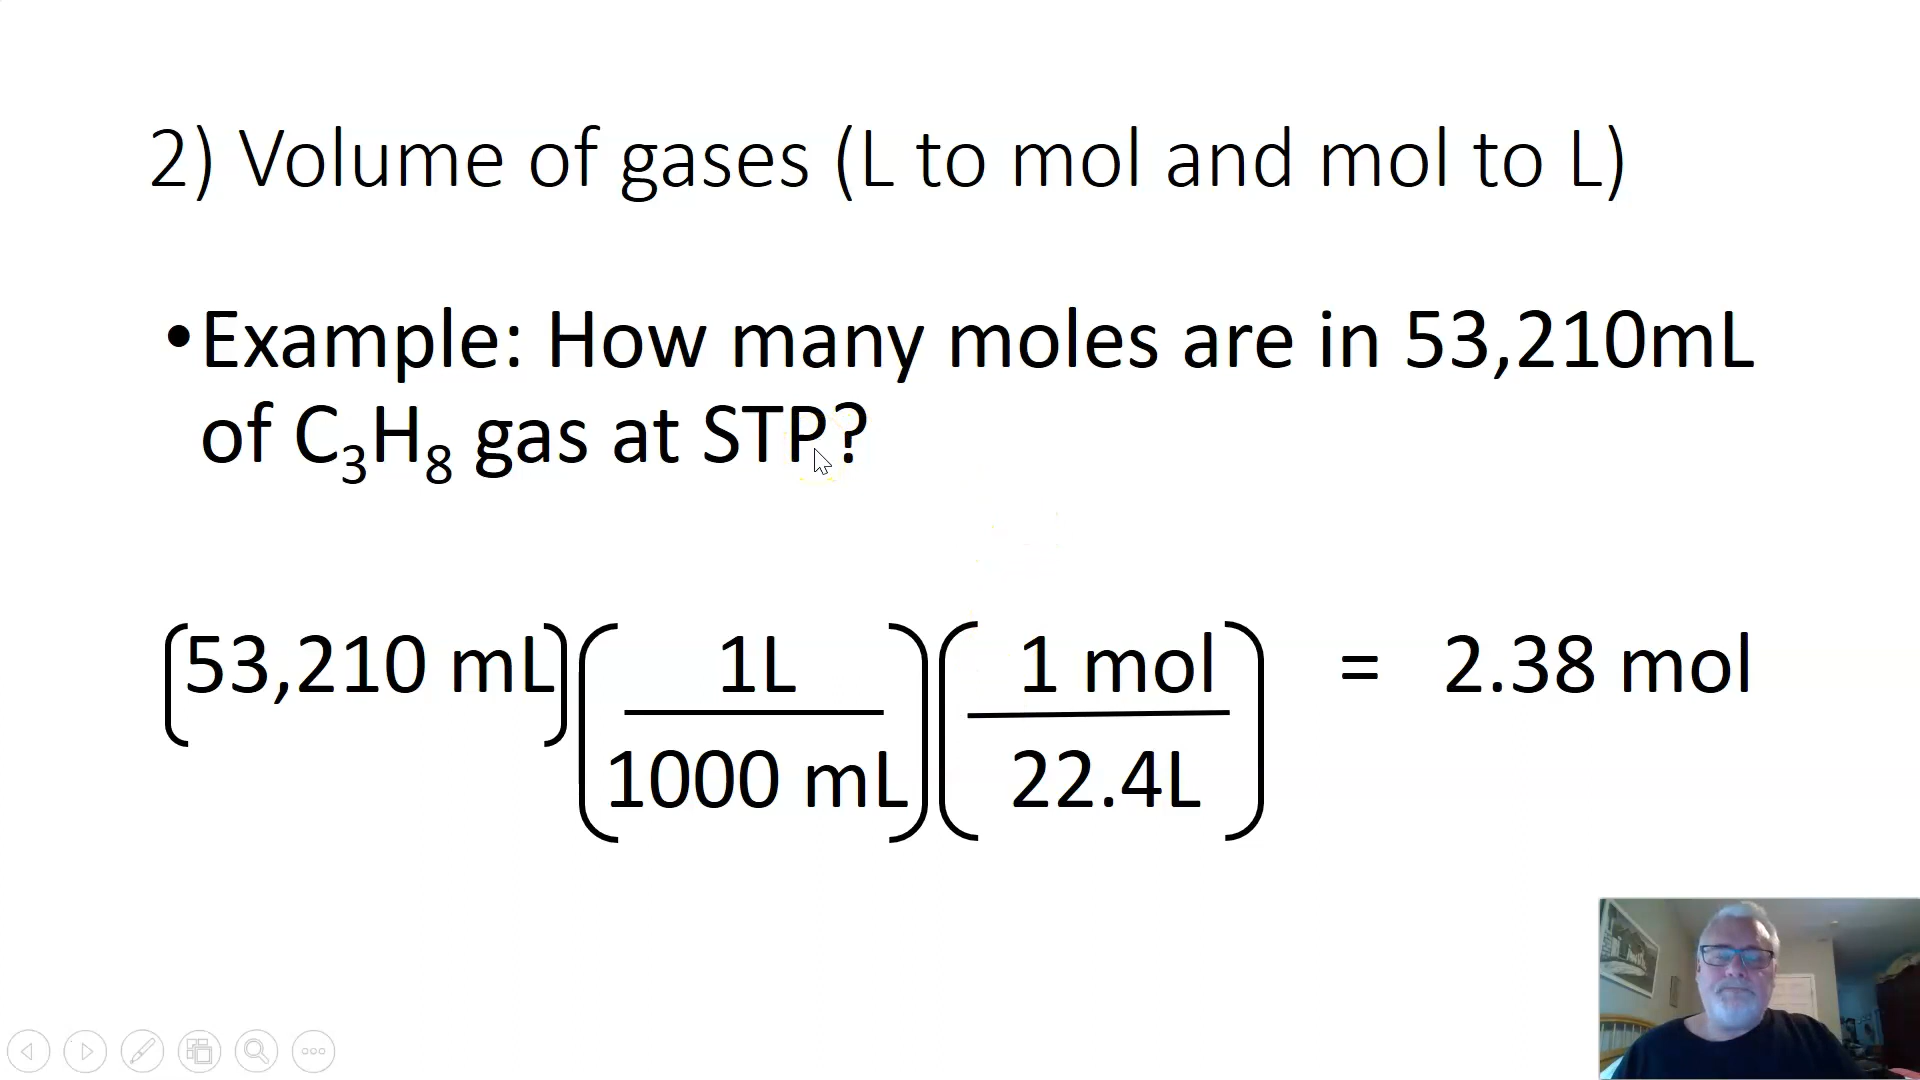 2) Volume of gases (L to mol and mol to L)
•Example: How many moles are in 53,210mL
of C₃H₈ gas at STP?
(53,210 mL)(1L)(1 mol) = 2.38 mol
1000 mL 22.4L